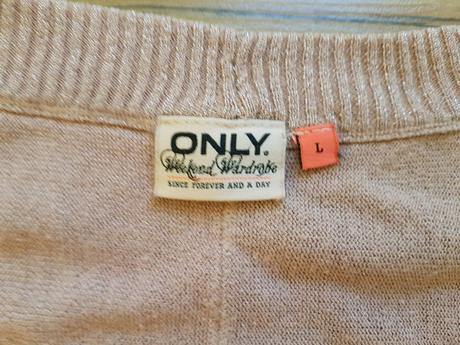 ONLY.
Weekend Wardrobe
SINCE FOREVER AND A DAY
L